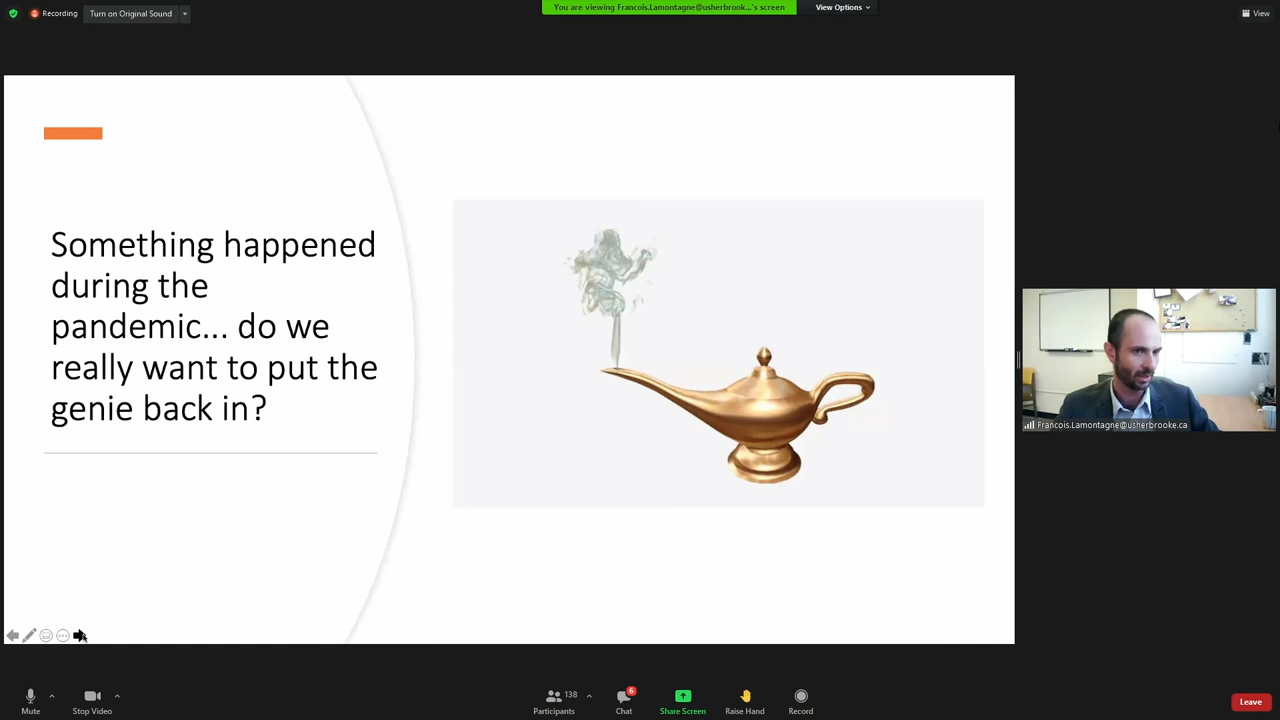 Recording
Turn on Original Sound
You are viewing Francois.Lamontagne@usherbrook...'s screen
View Options
View
Something happened
during the
pandemic... do we
really want to put the
genie back in?
Francois.Lamontagne@usherbrooke.ca
Mute
Stop Video
138
Participants
6
Chat
Share Screen
Raise Hand
Record
Leave